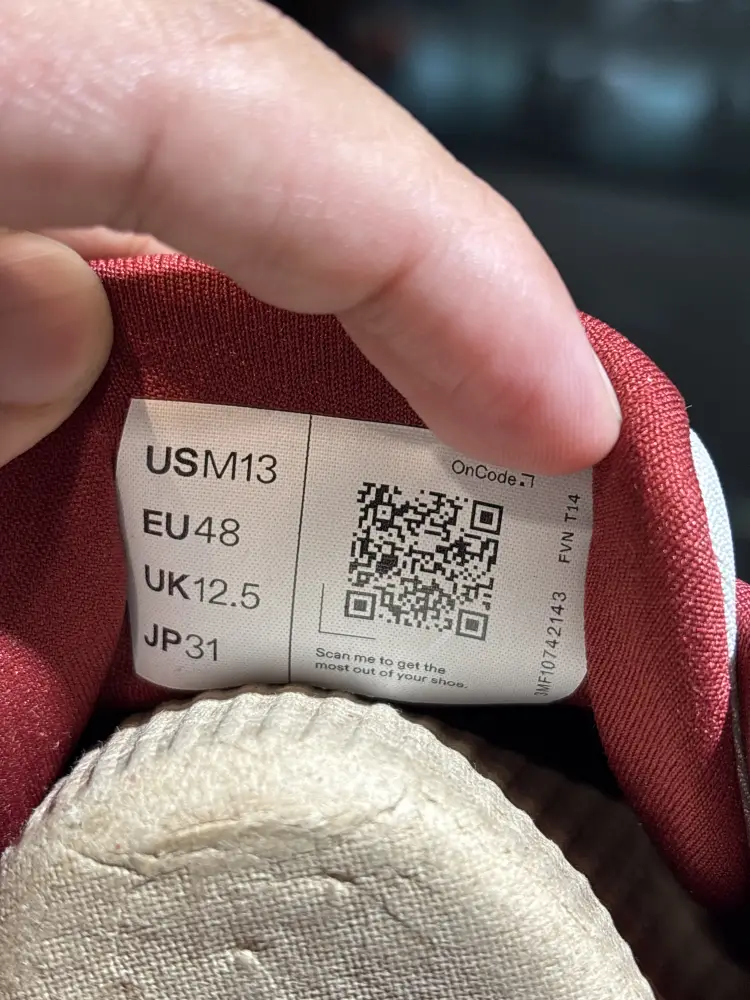 USM13
EU48
UK12.5
JP31
OnCode
Scan me to get the
most out of your shoe.
3MF10742143 FVN T14